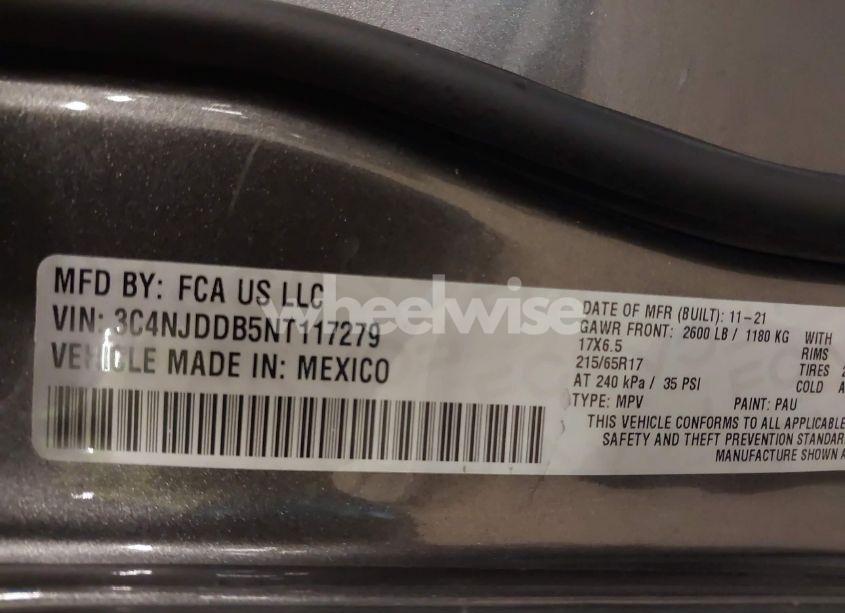 MFD BY: FCA US LLC
VIN: 3C4NJDDB5NT117279
VEHICLE MADE IN: MEXICO
wheelwise
DATE OF MFR (BUILT): 11-21
GAWR FRONT: 2600 LB / 1180 KG WITH
17X6.5 RIMS
215/65R17 TIRES
AT 240 kPa / 35 PSI COLD
TYPE: MPV PAINT: PAU
THIS VEHICLE CONFORMS TO ALL APPLICABLE
SAFETY AND THEFT PREVENTION STANDAR
MANUFACTURE SHOWN A